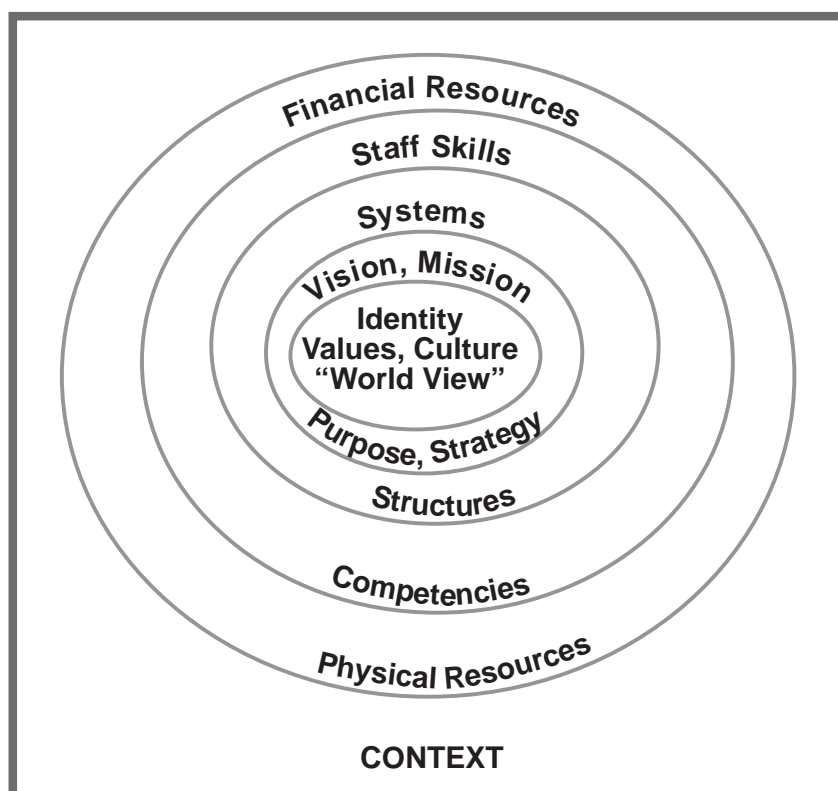 Financial Resources
Staff Skills
Systems
Vision, Mission
Identity
Values, Culture
“World View”
Purpose, Strategy
Structures
Competencies
Physical Resources
CONTEXT